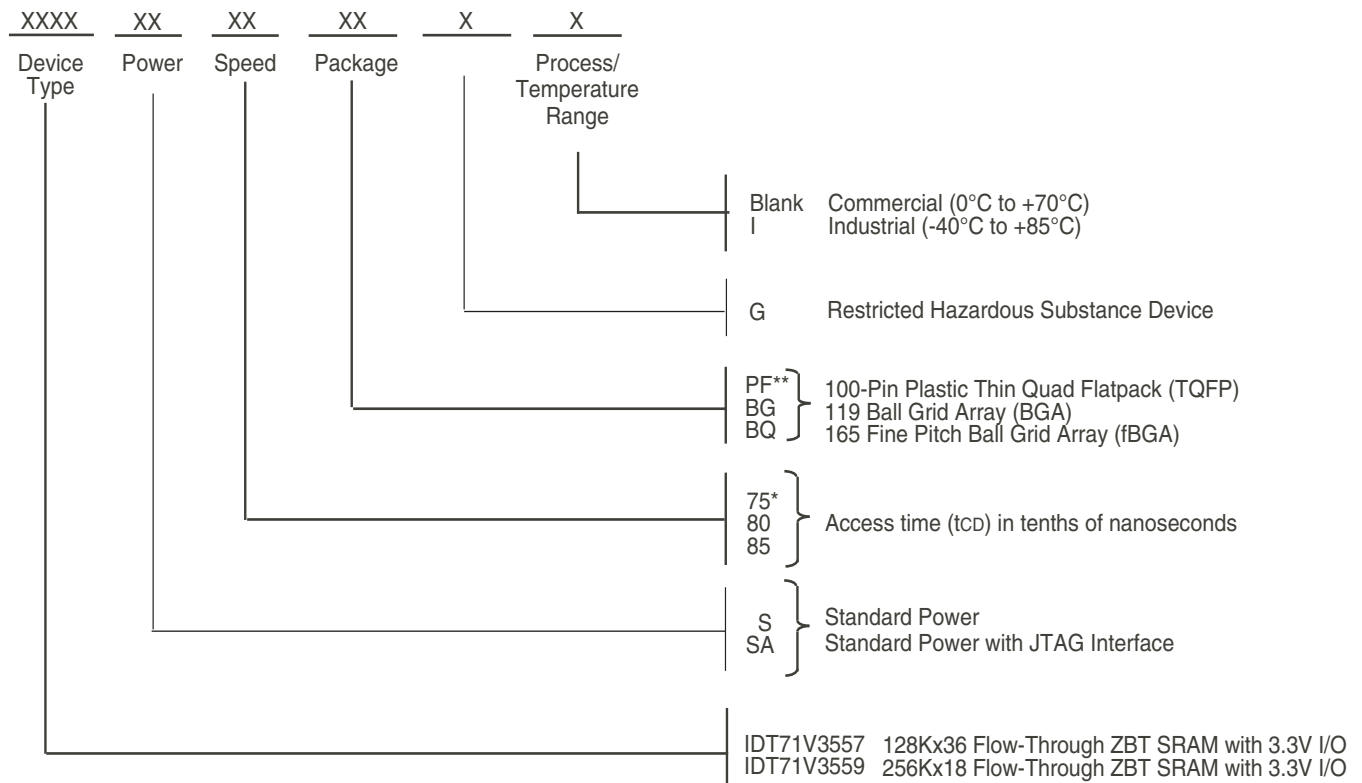 XXXX XX XX XX X X
Device Type Power Speed Package Process/ Temperature Range
Blank Commercial (0°C to +70°C)
I Industrial (-40°C to +85°C)
G Restricted Hazardous Substance Device
PF** 100-Pin Plastic Thin Quad Flatpack (TQFP)
BG 119 Ball Grid Array (BGA)
BQ 165 Fine Pitch Ball Grid Array (fBGA)
75*
80 Access time (tCD) in tenths of nanoseconds
85
S Standard Power
SA Standard Power with JTAG Interface
IDT71V3557 128Kx36 Flow-Through ZBT SRAM with 3.3V I/O
IDT71V3559 256Kx18 Flow-Through ZBT SRAM with 3.3V I/O